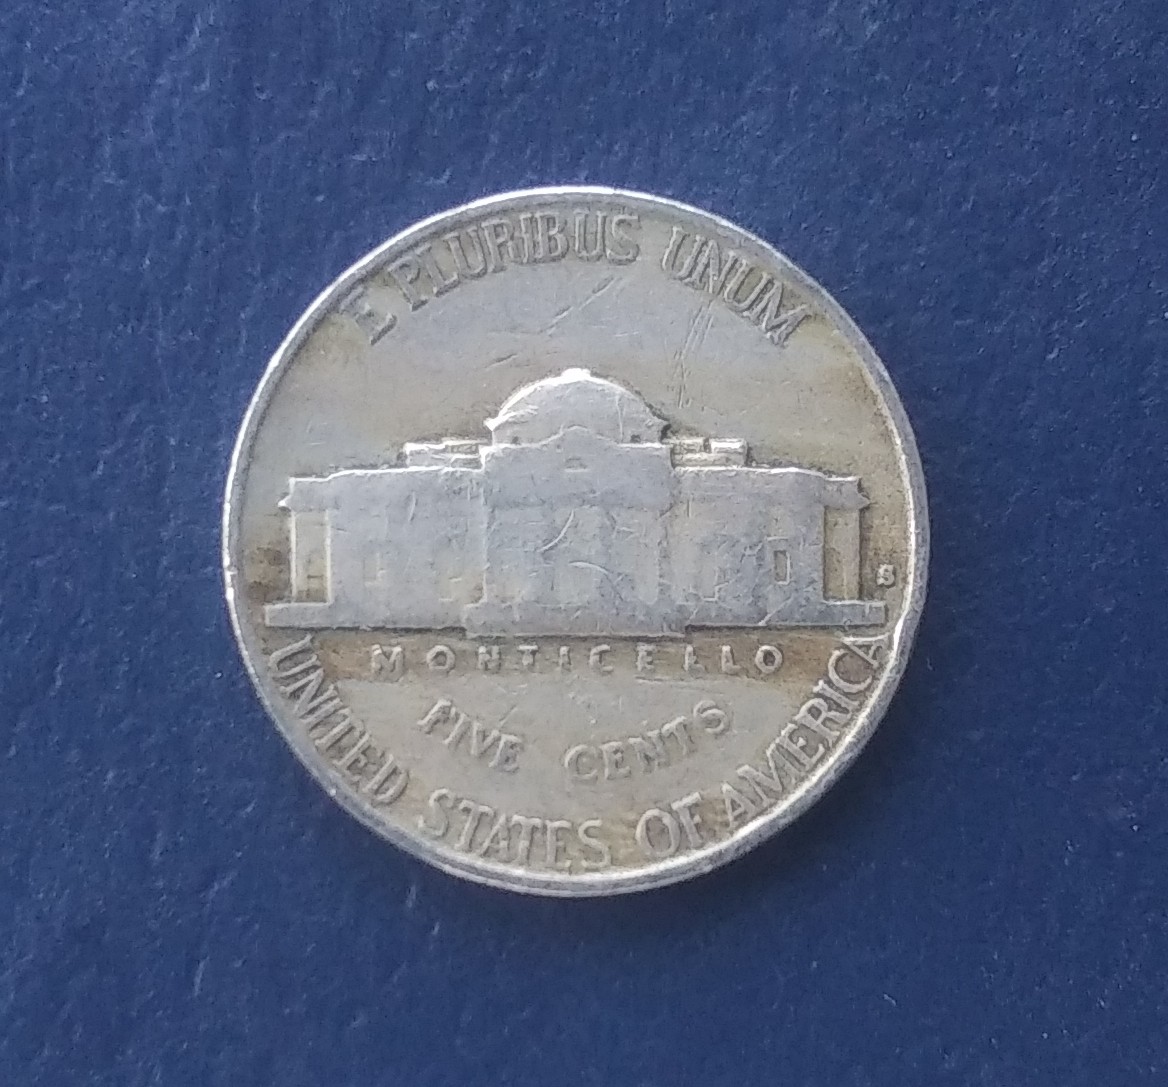 E PLURIBUS UNUM
S
MONTICELLO
FIVE CENTS
UNITED STATES OF AMERICA